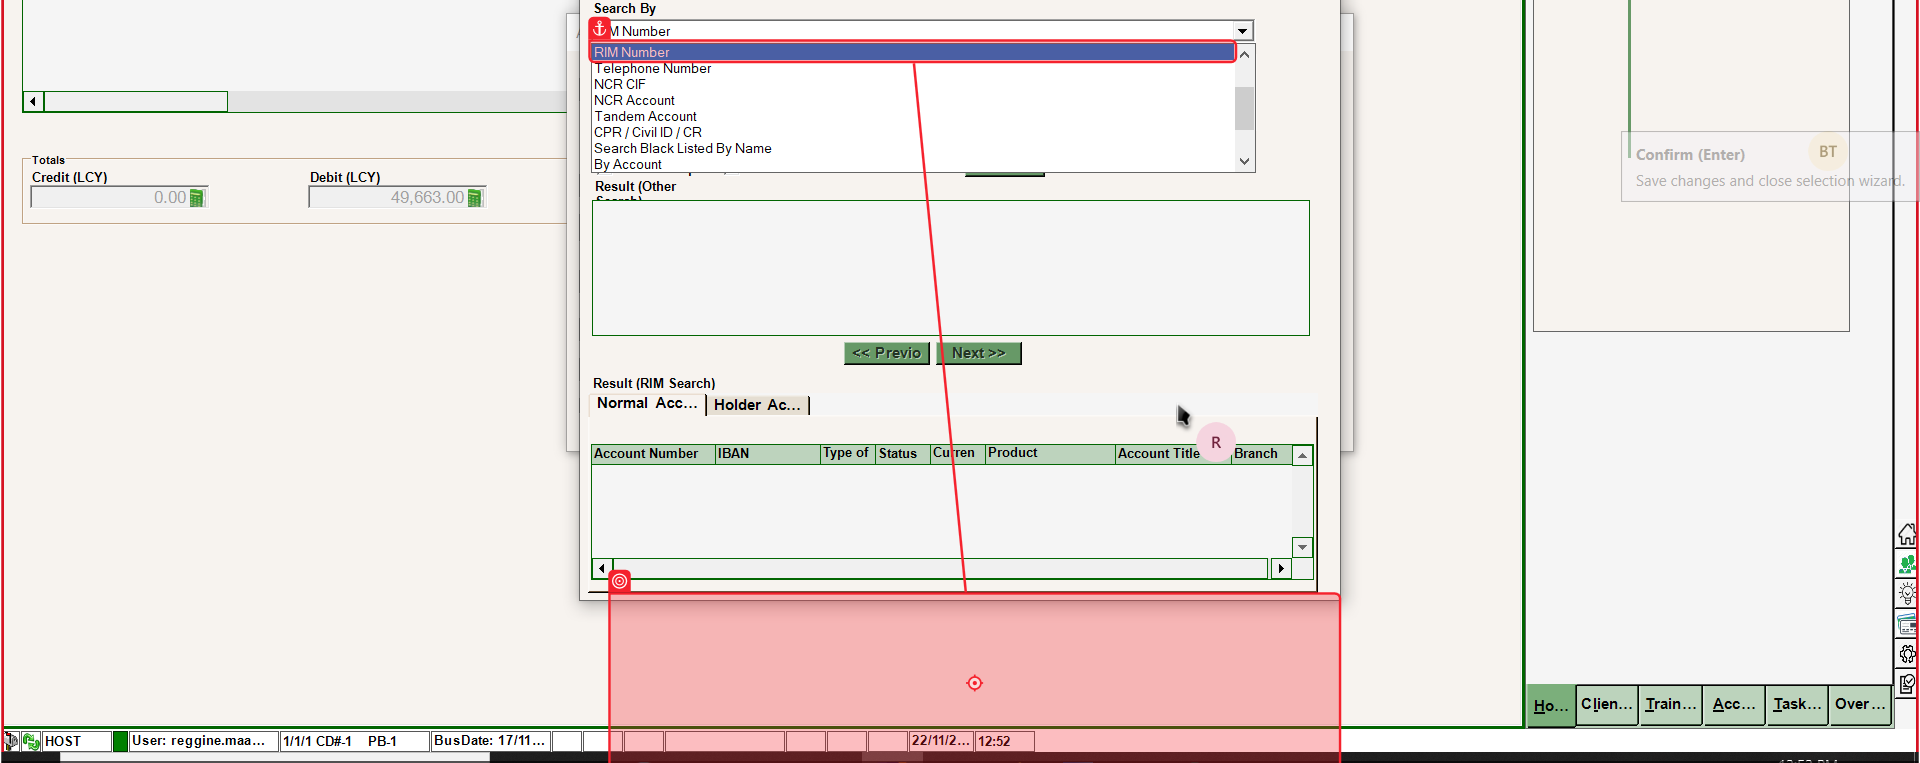 Search By
M Number
RIM Number
Telephone Number
NCR CIF
NCR Account
Tandem Account
CPR / Civil ID / CR
Search Black Listed By Name
By Account
Result (Other
Totals
Credit (LCY)
Debit (LCY)
0.00
49,663.00
Confirm (Enter)
BT
Save changes and close selection wizard.
<< Previo
Next >>
Result (RIM Search)
Normal Acc...
Holder Ac...
R
Account Number
IBAN
Type of
Status
Curren
Product
Account Title
Branch
Ho...
Clien...
Train...
Acc...
Task...
Over...
HOST
User: reggine.maa...
1/1/1 CD#-1
PB-1
BusDate: 17/11...
22/11/2...
12:52